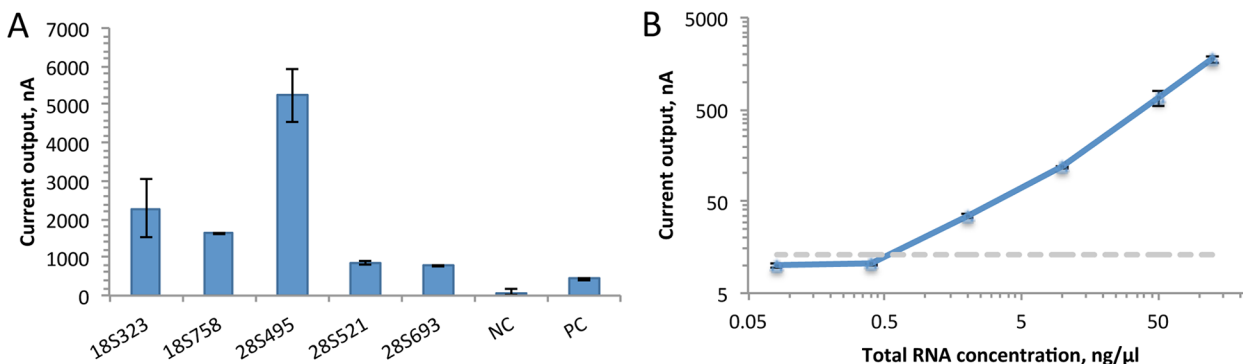 A
Current output, nA
7000
6000
5000
4000
3000
2000
1000
0
18S323
18S758
28S495
28S521
28S693
NC
PC
B
Current output, nA
5000
500
50
5
0.05
0.5
5
50
Total RNA concentration, ng/μl